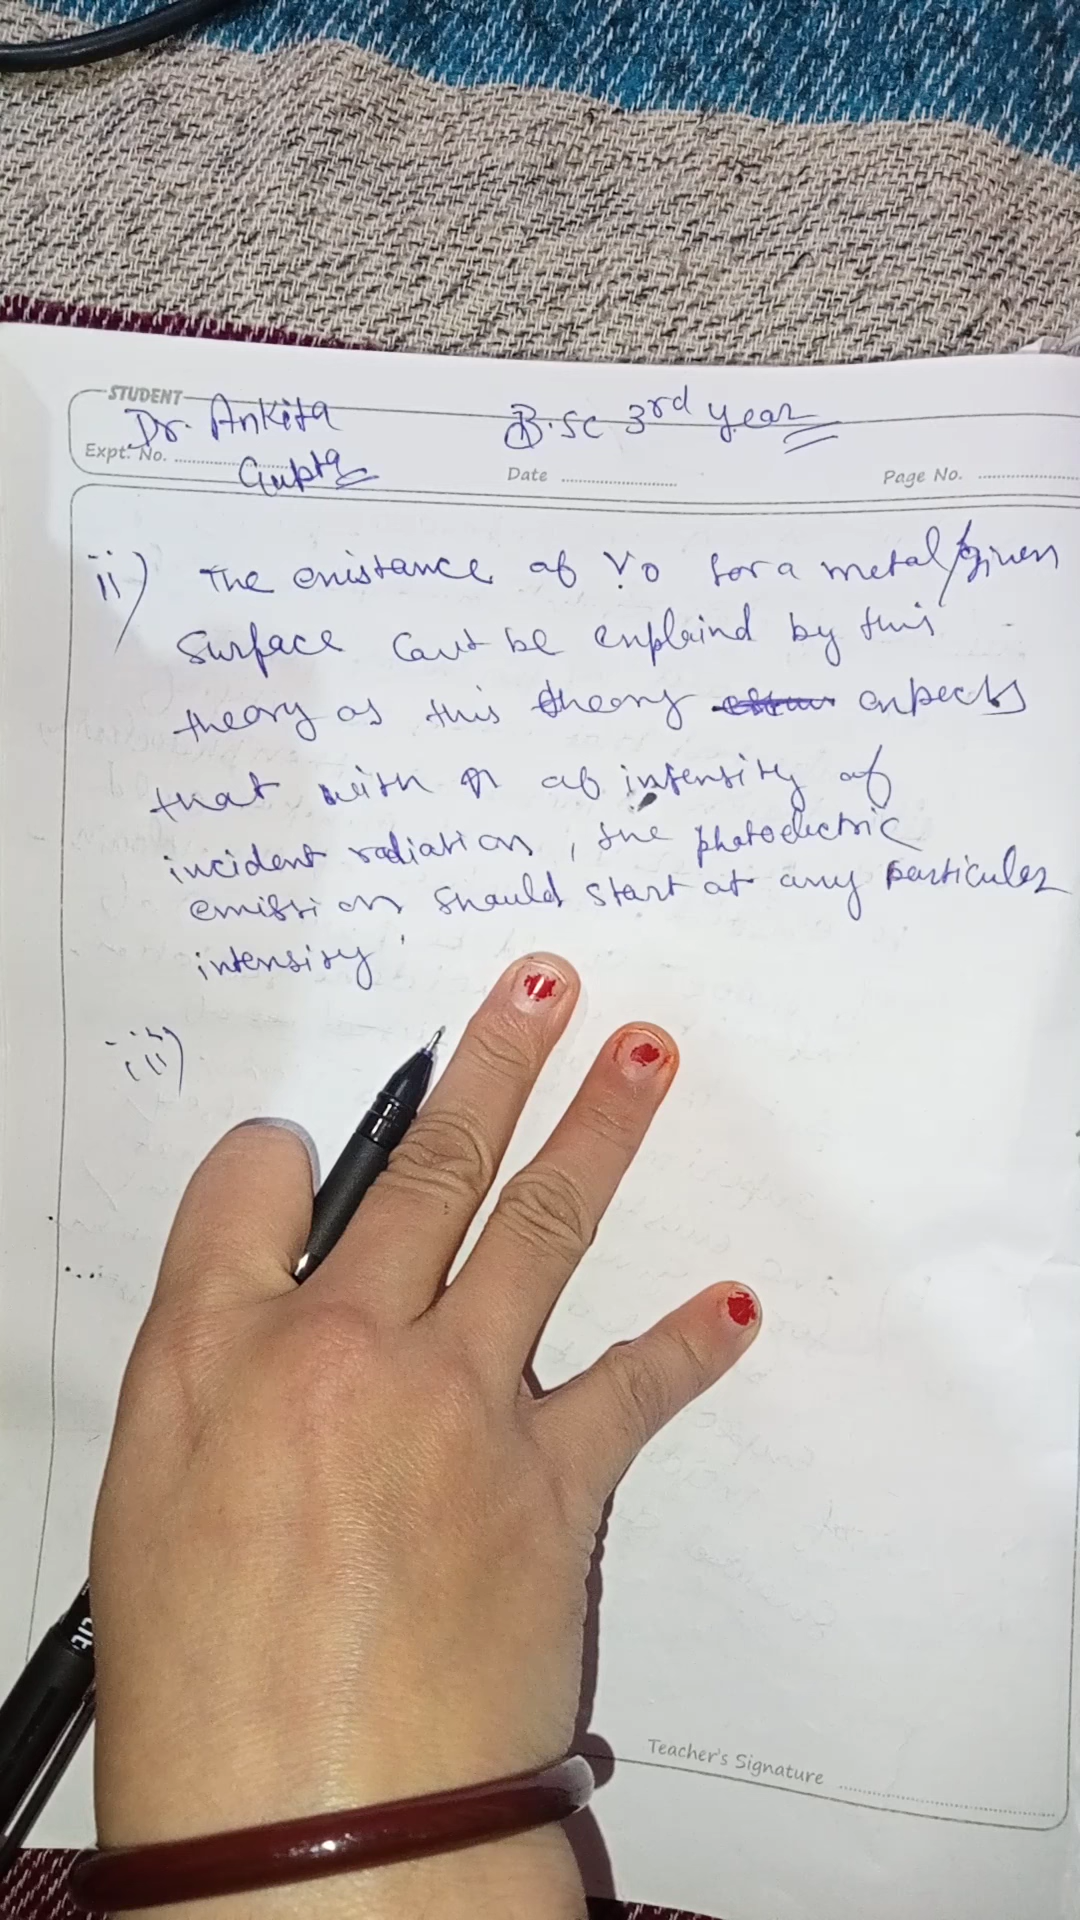 STUDENT
Dr. Ankita
Gupta
B.Sc 3rd year
Expt. No.
Date
Page No.
ii) The enistance of ν0 for a metal/given
surface can't be enplaind by this
theory as this theory enpects
that with ↑ of intensity of
incident radiation, the photoelectric
emission should start at any particular
intensity.
iii)
Teacher's Signature